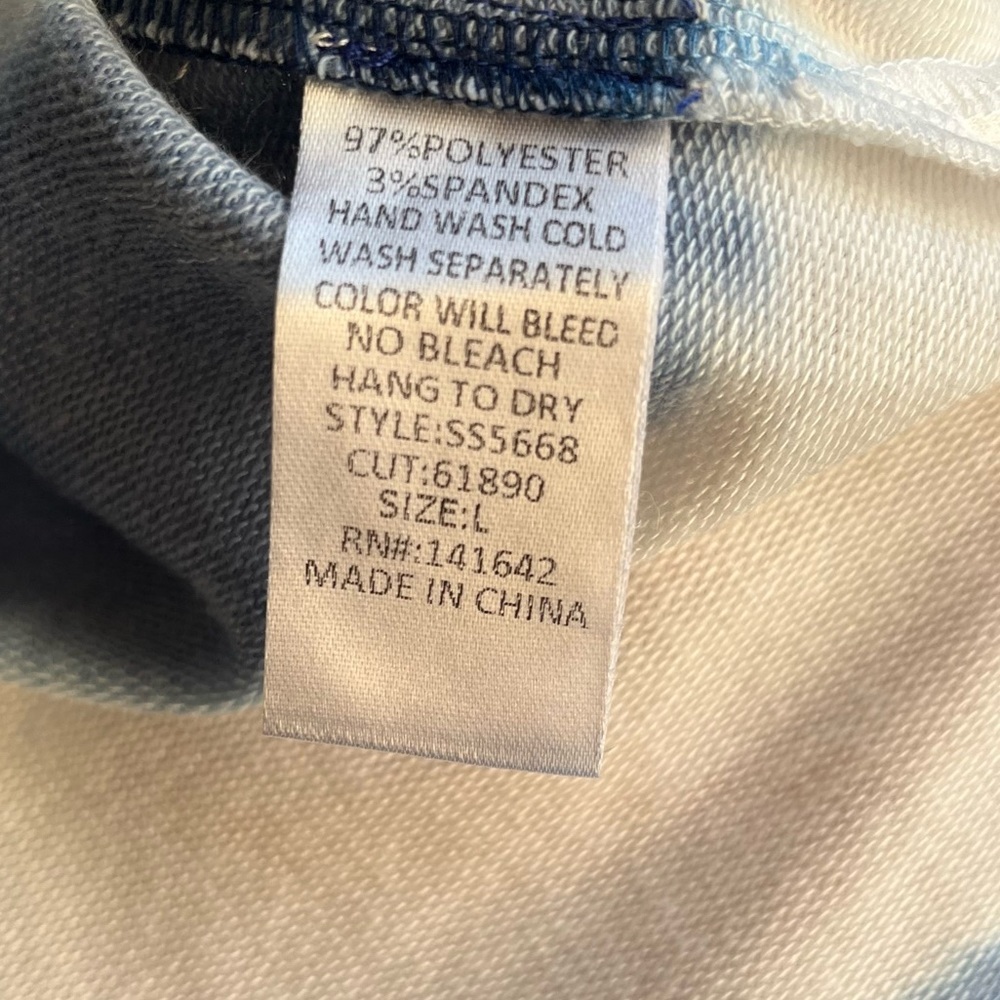 97%POLYESTER
3%SPANDEX
HAND WASH COLD
WASH SEPARATELY
COLOR WILL BLEED
NO BLEACH
HANG TO DRY
STYLE:SS5668
CUT:61890
SIZE:L
RN#:141642
MADE IN CHINA